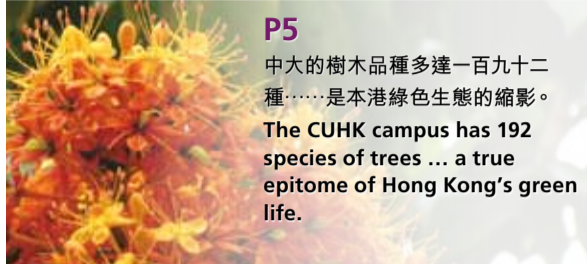 P5
中大的樹木品種多達一百九十二
種……是本港綠色生態的縮影。
The CUHK campus has 192
species of trees … a true
epitome of Hong Kong’s green
life.